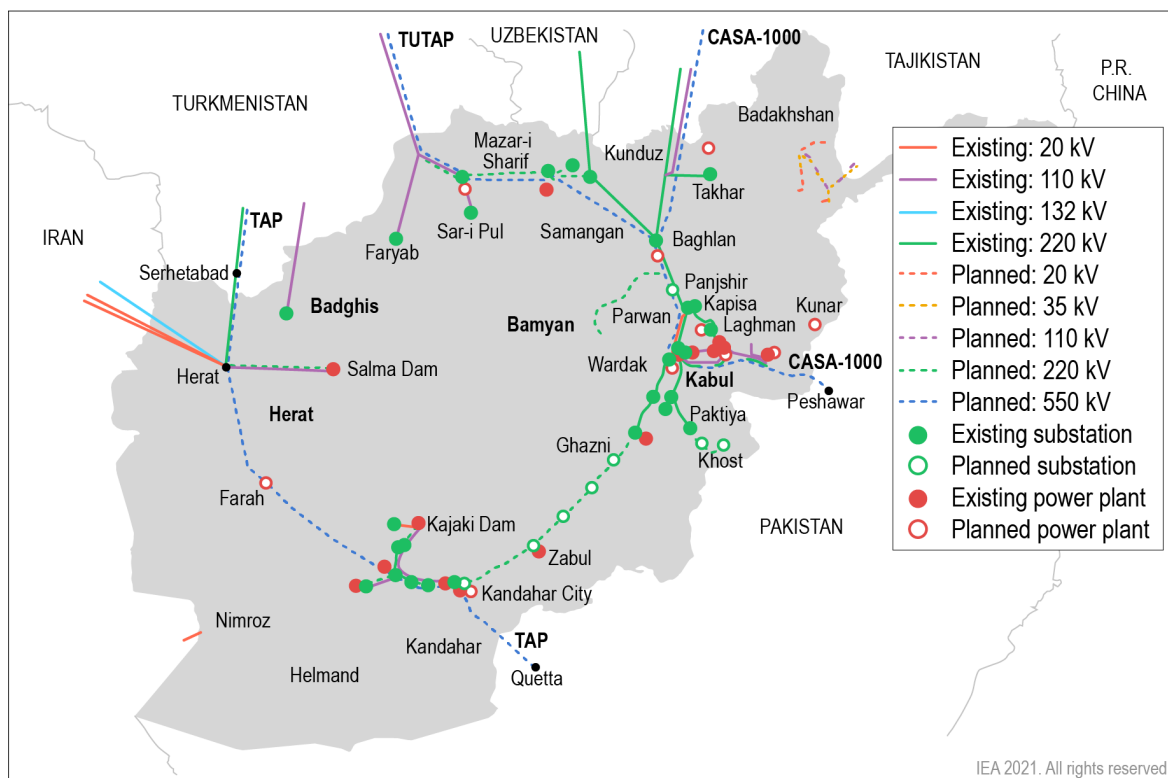 TUTAP
UZBEKISTAN
CASA-1000
TAJIKISTAN
P.R.
CHINA
TURKMENISTAN
Badakhshan
Mazar-i
Sharif
Kunduz
Takhar
IRAN
TAP
Sar-i Pul
Samangan
Faryab
Baghlan
Serhetabad
Panjshir
Badghis
Kapisa
Kunar
Bamyan
Parwan
Laghman
Herat
Salma Dam
Wardak
Kabul
CASA-1000
Peshawar
Herat
Paktiya
Ghazni
Khost
Farah
Kajaki Dam
PAKISTAN
Zabul
Kandahar City
Nimroz
Kandahar
TAP
Helmand
Quetta
Existing: 20 kV
Existing: 110 kV
Existing: 132 kV
Existing: 220 kV
Planned: 20 kV
Planned: 35 kV
Planned: 110 kV
Planned: 220 kV
Planned: 550 kV
Existing substation
Planned substation
Existing power plant
Planned power plant
IEA 2021. All rights reserved